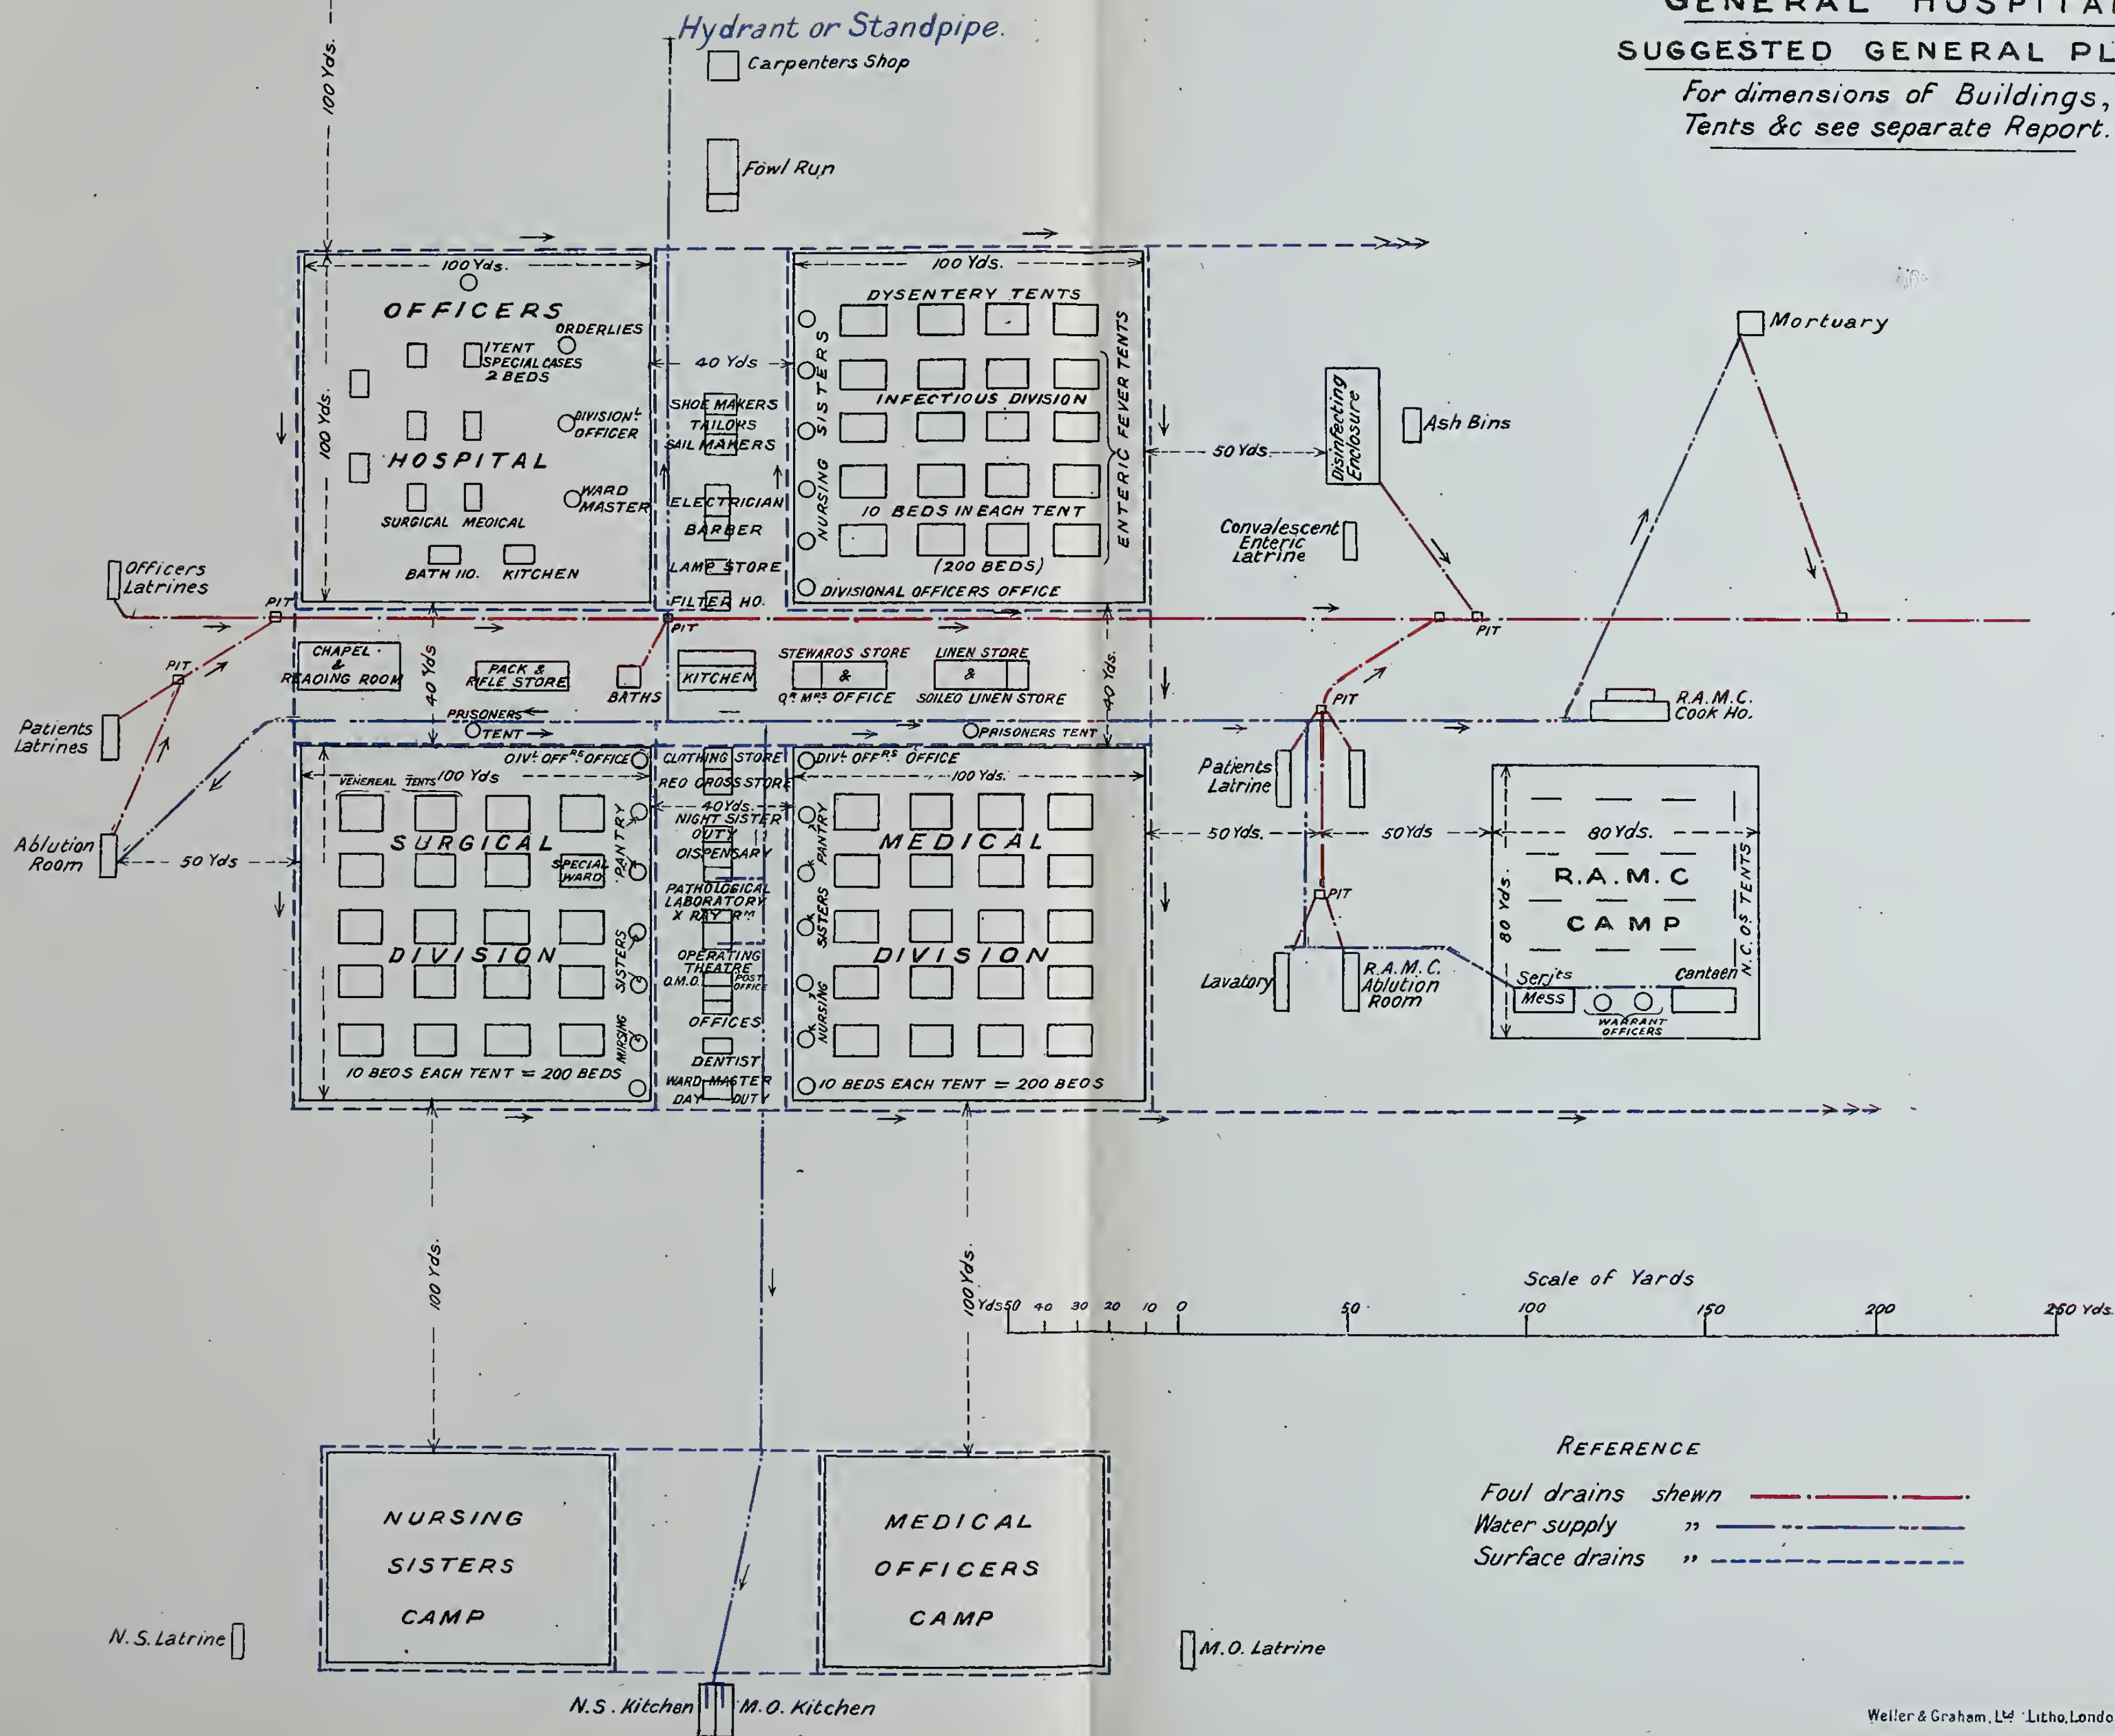 GENERAL HOSPITAL
SUGGESTED GENERAL PL
For dimensions of Buildings,
Tents &c see separate Report.
100 Yds.
Hydrant or Standpipe.
Carpenters Shop
Fowl Run
100 Yds.
100 Yds.
OFFICERS
ORDERLIES
1 TENT
SPECIAL CASES
2 BEDS
100 Yds.
DIVISIONL
OFFICER
HOSPITAL
WARD
MASTER
SURGICAL MEDICAL
BATH HO. KITCHEN
40 Yds
SHOE MAKERS
TAILORS
SAIL MAKERS
ELECTRICIAN
BARBER
LAMP STORE
FILTER HO.
100 Yds.
DYSENTERY TENTS
NURSING SISTERS
INFECTIOUS DIVISION
ENTERIC FEVER TENTS
10 BEDS IN EACH TENT
(200 BEDS)
DIVISIONAL OFFICERS OFFICE
50 Yds.
Disinfecting
Enclosure
Ash Bins
Convalescent
Enteric
Latrine
Mortuary
Officers
Latrines
PIT
PIT
PIT
PIT
Patients
Latrines
CHAPEL
&
READING ROOM
PACK &
RIFLE STORE
40 Yds
BATHS
KITCHEN
STEWARDS STORE
&
QR MRS OFFICE
LINEN STORE
&
SOILED LINEN STORE
40 Yds.
PIT
R.A.M.C.
Cook Ho.
PRISONERS
TENT
PRISONERS TENT
Ablution
Room
50 Yds
DIVL OFFRS OFFICE
VENEREAL TENTS
100 Yds
SURGICAL
PANTRY
SPECIAL
WARD
DIVISION
SISTERS
10 BEDS EACH TENT = 200 BEDS
CLOTHING STORE
RED CROSS STORE
40 Yds.
NIGHT SISTER
DUTY
DISPENSARY
PATHOLOGICAL
LABORATORY
X RAY RM
OPERATING
THEATRE
O.M.O. POST
OFFICE
OFFICES
DENTIST
WARD MASTER
DAY DUTY
DIVL OFFRS OFFICE
100 Yds.
PANTRY
MEDICAL
NURSING SISTERS
DIVISION
10 BEDS EACH TENT = 200 BEDS
Patients
Latrine
50 Yds.
50 Yds
PIT
Lavatory
R.A.M.C.
Ablution
Room
80 Yds.
80 Yds.
R.A.M.C
CAMP
N.C.OS TENTS
Serjts
Mess
Canteen
WARRANT
OFFICERS
100 Yds.
100 Yds.
Scale of Yards
Yds 50 40 30 20 10 0 50 100 150 200 250 Yds.
NURSING
SISTERS
CAMP
MEDICAL
OFFICERS
CAMP
N.S. Latrine
M.O. Latrine
N.S. Kitchen
M.O. Kitchen
REFERENCE
Foul drains shewn
Water supply ”
Surface drains ”
Weller & Graham, Ltd Litho, Londo